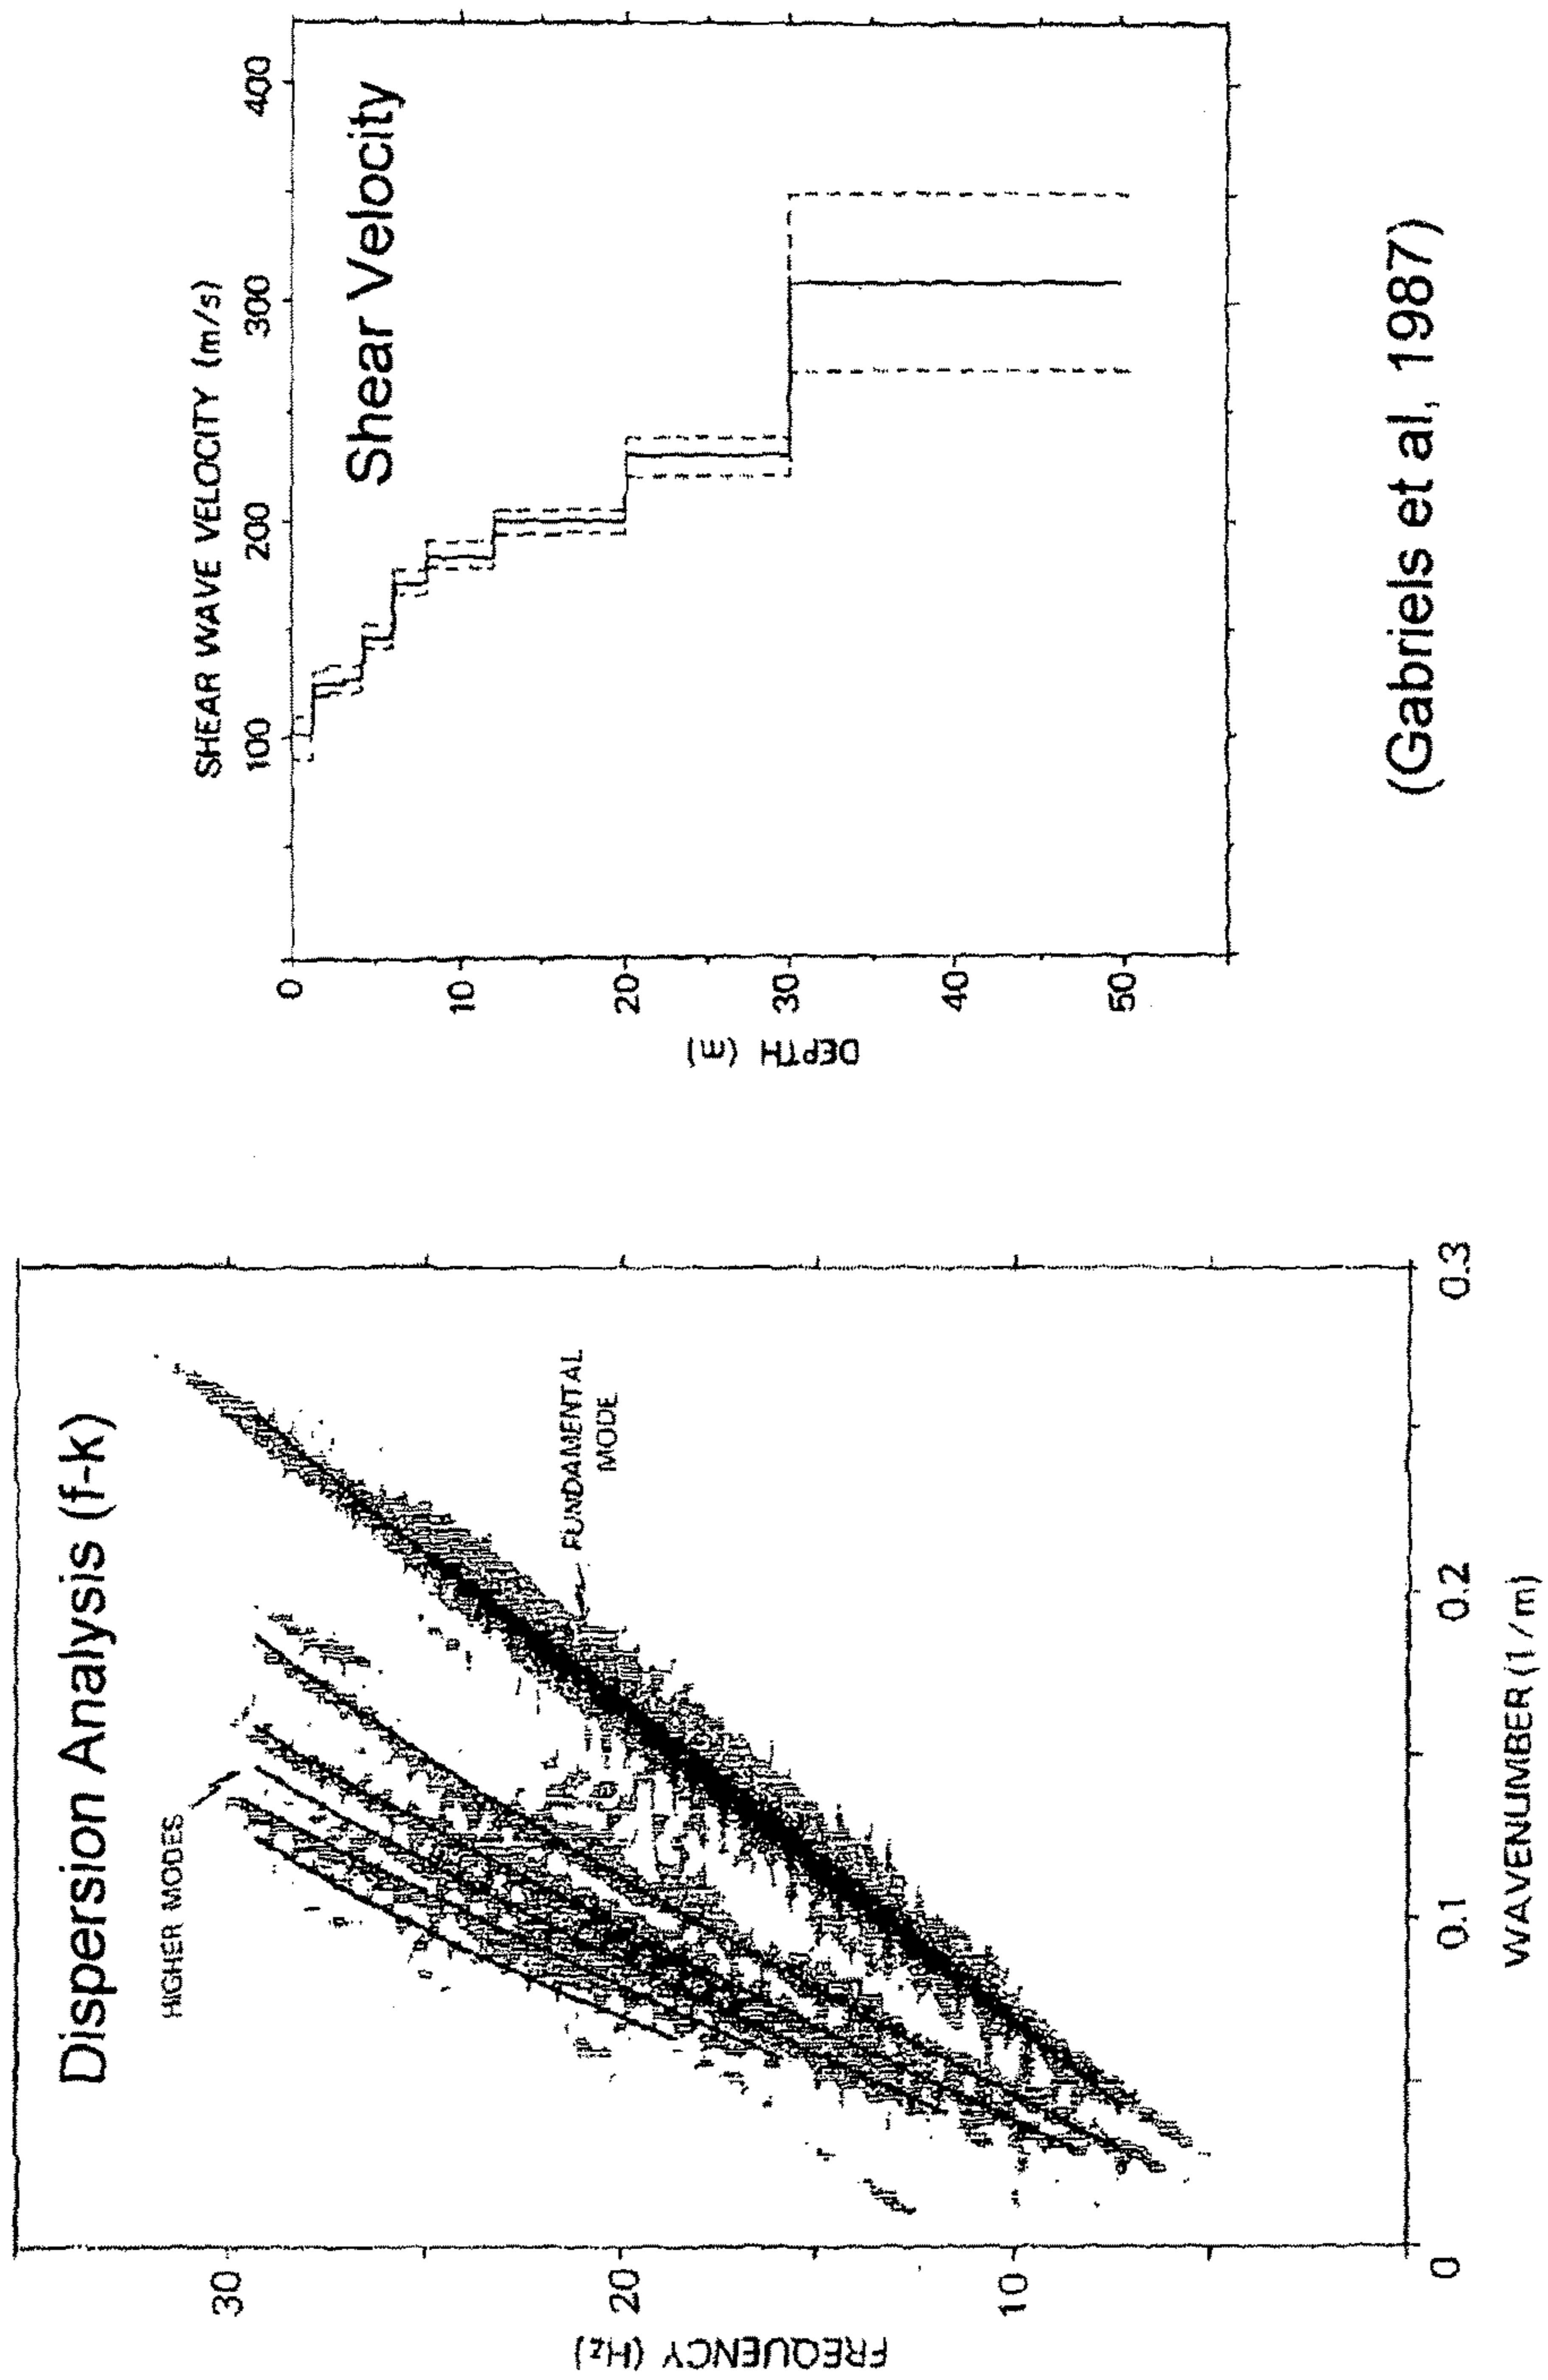 Dispersion Analysis (f-k)
HIGHER MODES
FUNDAMENTAL
MODE
FREQUENCY (Hz)
30
20
10
0
0.1
0.2
0.3
WAVENUMBER (1/m)
SHEAR WAVE VELOCITY (m/s)
100
200
300
400
Shear Velocity
DEPTH (m)
0
10
20
30
40
50
(Gabriels et al, 1987)